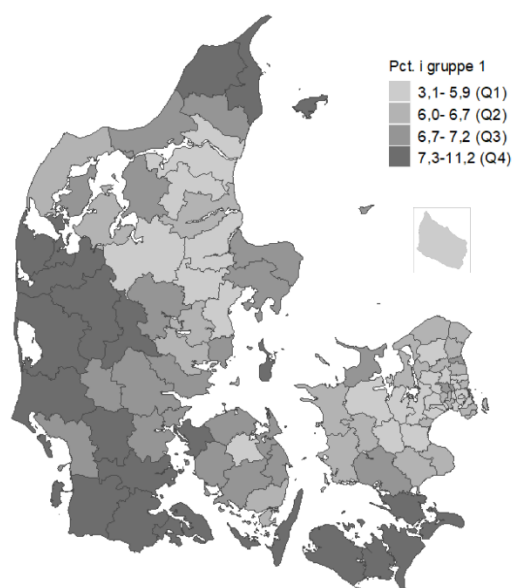 Pct. i gruppe 1
3,1- 5,9 (Q1)
6,0- 6,7 (Q2)
6,7- 7,2 (Q3)
7,3-11,2 (Q4)